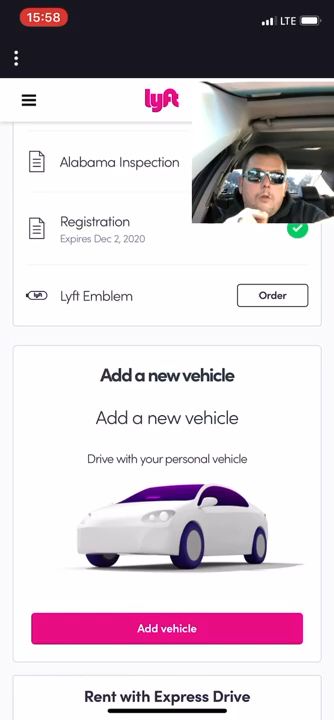 15:58
LTE
lyft
Alabama Inspection
Registration
Expires Dec 2, 2020
lyft
Lyft Emblem
Order
Add a new vehicle
Add a new vehicle
Drive with your personal vehicle
Add vehicle
Rent with Express Drive